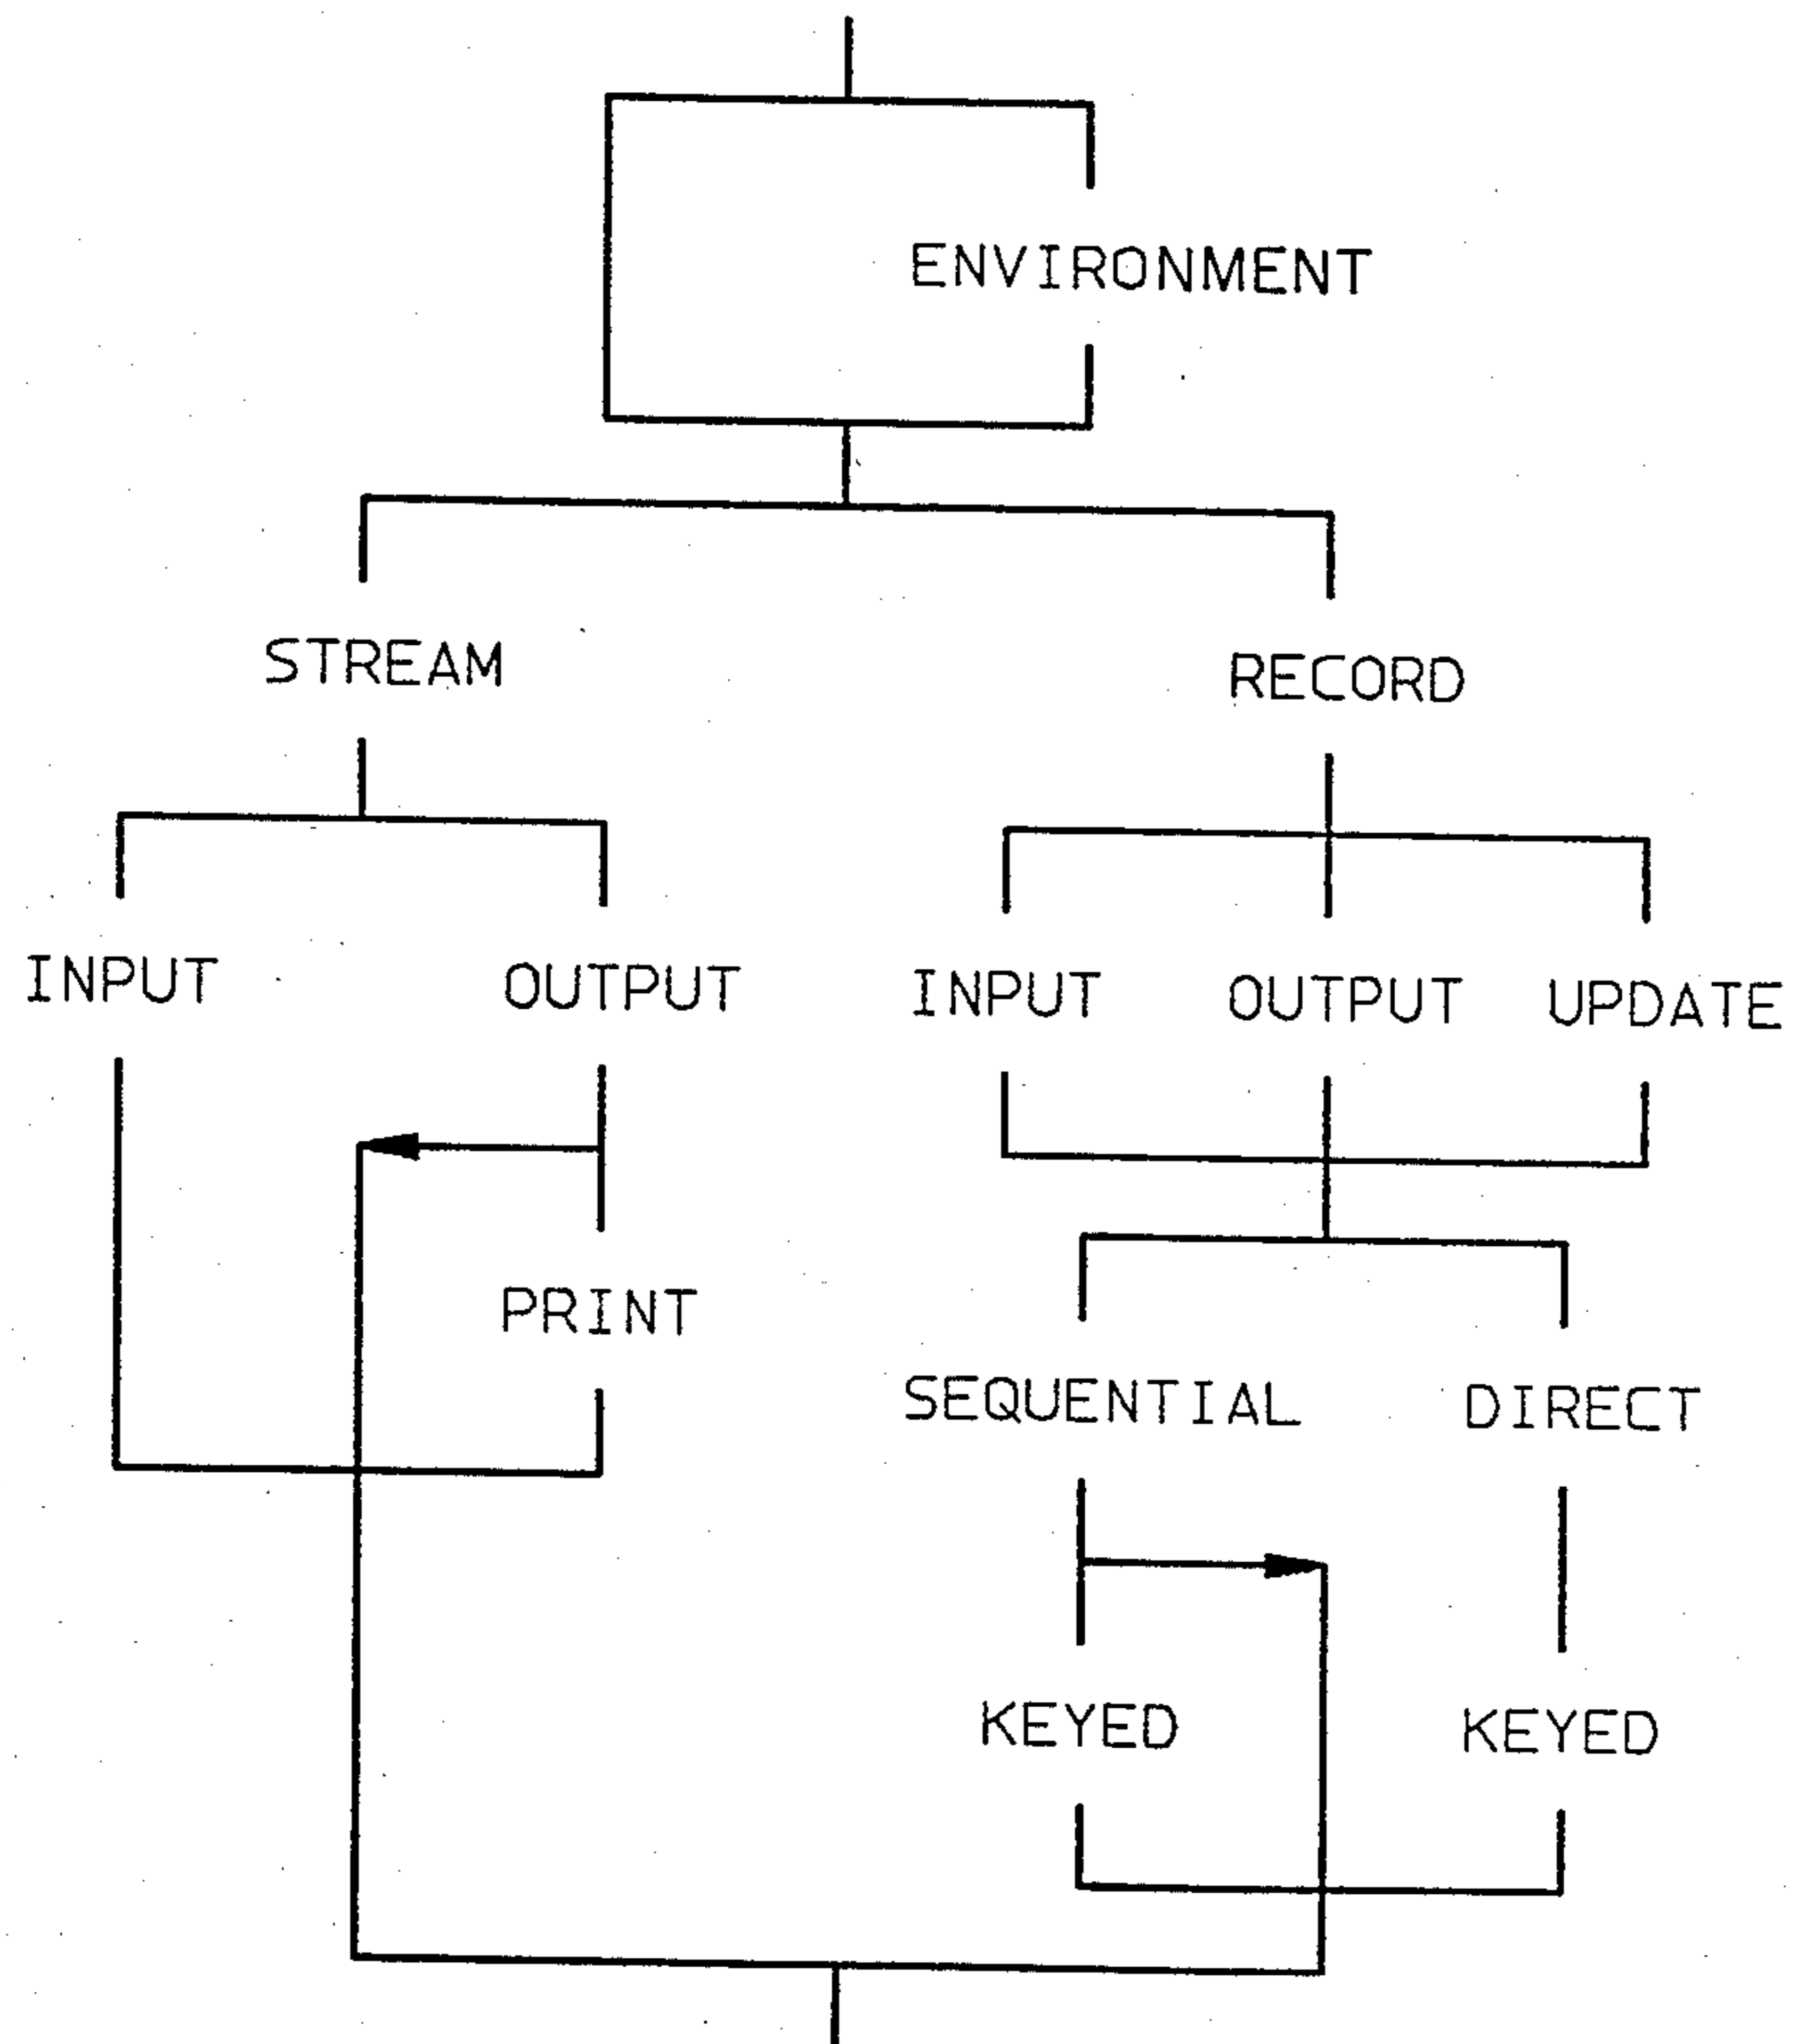 ENVIRONMENT
STREAM
RECORD
INPUT
OUTPUT
INPUT
OUTPUT
UPDATE
PRINT
SEQUENTIAL
DIRECT
KEYED
KEYED